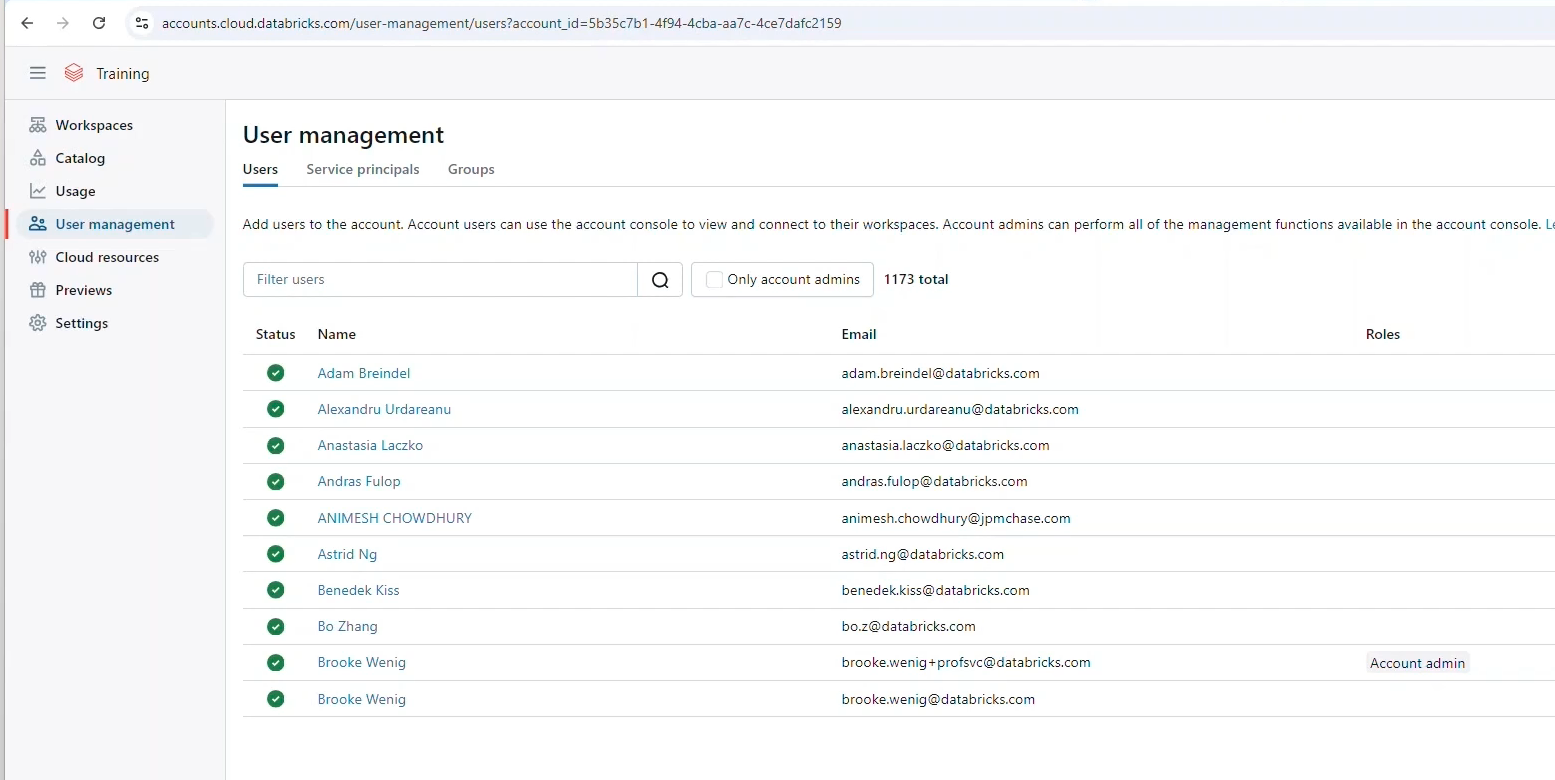 accounts.cloud.databricks.com/user-management/users?account_id=5b35c7b1-4f94-4cba-aa7c-4ce7dafc2159
Training
Workspaces
Catalog
Usage
User management
Cloud resources
Previews
Settings
User management
Users Service principals Groups
Add users to the account. Account users can use the account console to view and connect to their workspaces. Account admins can perform all of the management functions available in the account console.
Filter users Only account admins 1173 total
Status Name Email Roles
Adam Breindel adam.breindel@databricks.com
Alexandru Urdareanu alexandru.urdareanu@databricks.com
Anastasia Laczko anastasia.laczko@databricks.com
Andras Fulop andras.fulop@databricks.com
ANIMESH CHOWDHURY animesh.chowdhury@jpmchase.com
Astrid Ng astrid.ng@databricks.com
Benedek Kiss benedek.kiss@databricks.com
Bo Zhang bo.z@databricks.com
Brooke Wenig brooke.wenig+profsvc@databricks.com Account admin
Brooke Wenig brooke.wenig@databricks.com